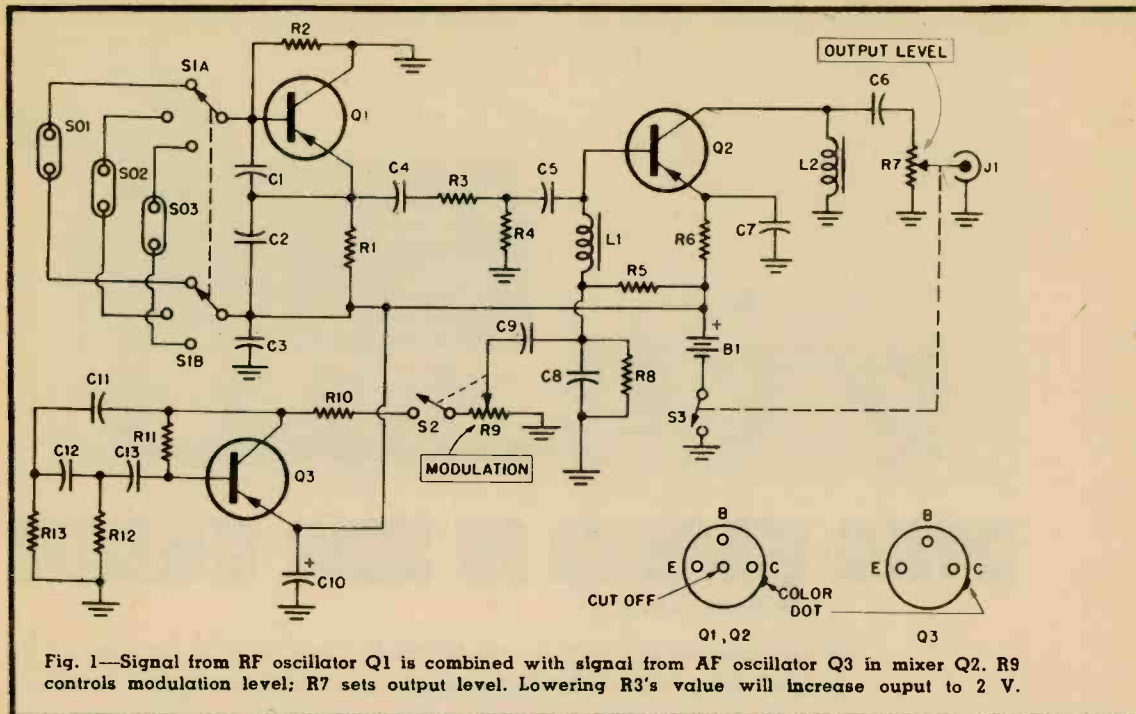 R2
S1A
OUTPUT LEVEL
C6
Q1
SO1
SO2
SO3
Q2
L2
R7
J1
C1
C4
R3
C5
C2
R1
R4
L1
R6
C7
R5
C9
+
B1
S1B
C3
C8
R8
C11
R10
S2
R9
S3
R11
C12
C13
Q3
MODULATION
R13
R12
+
C10
B
E
C
CUT OFF
COLOR
DOT
B
E
C
Q1, Q2
Q3
Fig. 1—Signal from RF oscillator Q1 is combined with signal from AF oscillator Q3 in mixer Q2. R9
controls modulation level; R7 sets output level. Lowering R3's value will increase ouput to 2 V.